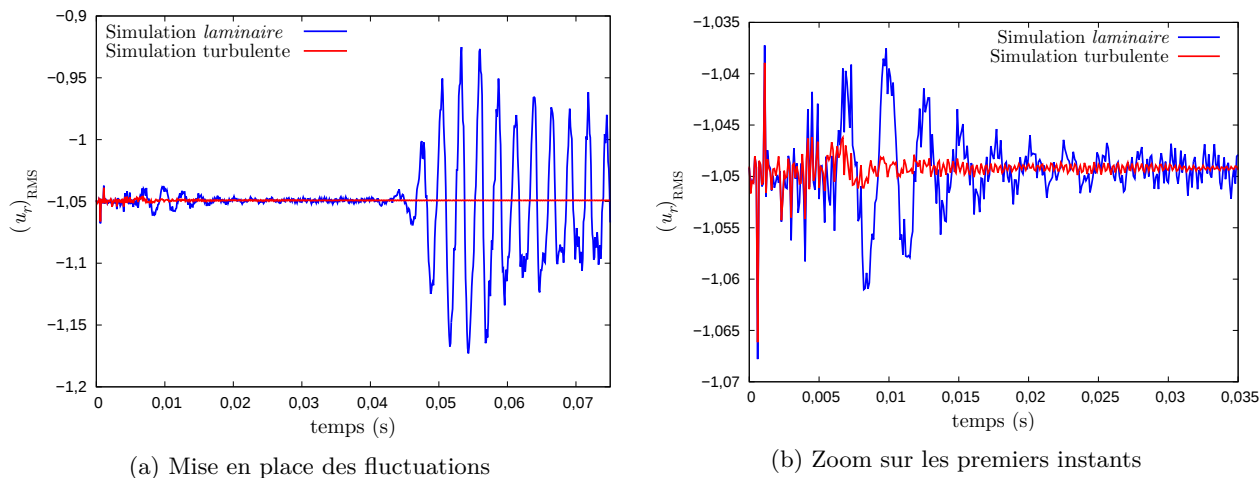 −0,9
−0,95
−1
−1,05
−1,1
−1,15
−1,2
(u_r)_RMS
Simulation laminaire
Simulation turbulente
0 0,01 0,02 0,03 0,04 0,05 0,06 0,07
temps (s)
(a) Mise en place des fluctuations
−1,035
−1,04
−1,045
−1,05
−1,055
−1,06
−1,065
−1,07
(u_r)_RMS
Simulation laminaire
Simulation turbulente
0 0,005 0,01 0,015 0,02 0,025 0,03 0,035
temps (s)
(b) Zoom sur les premiers instants